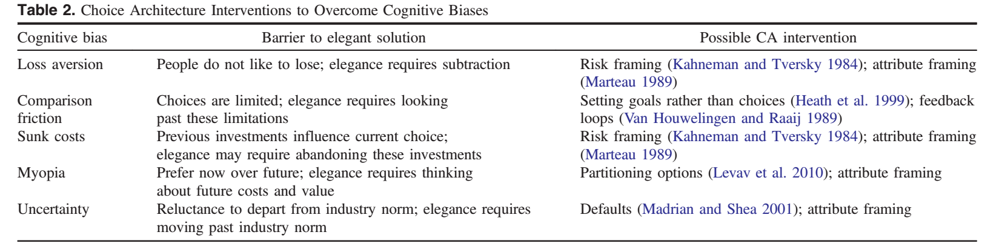 Table 2. Choice Architecture Interventions to Overcome Cognitive Biases
Cognitive bias Barrier to elegant solution Possible CA intervention
Loss aversion People do not like to lose; elegance requires subtraction Risk framing (Kahneman and Tversky 1984); attribute framing
(Marteau 1989)
Comparison Choices are limited; elegance requires looking Setting goals rather than choices (Heath et al. 1999); feedback
friction past these limitations loops (Van Houwelingen and Raaij 1989)
Sunk costs Previous investments influence current choice; Risk framing (Kahneman and Tversky 1984); attribute framing
elegance may require abandoning these investments (Marteau 1989)
Myopia Prefer now over future; elegance requires thinking Partitioning options (Levav et al. 2010); attribute framing
about future costs and value
Uncertainty Reluctance to depart from industry norm; elegance requires Defaults (Madrian and Shea 2001); attribute framing
moving past industry norm